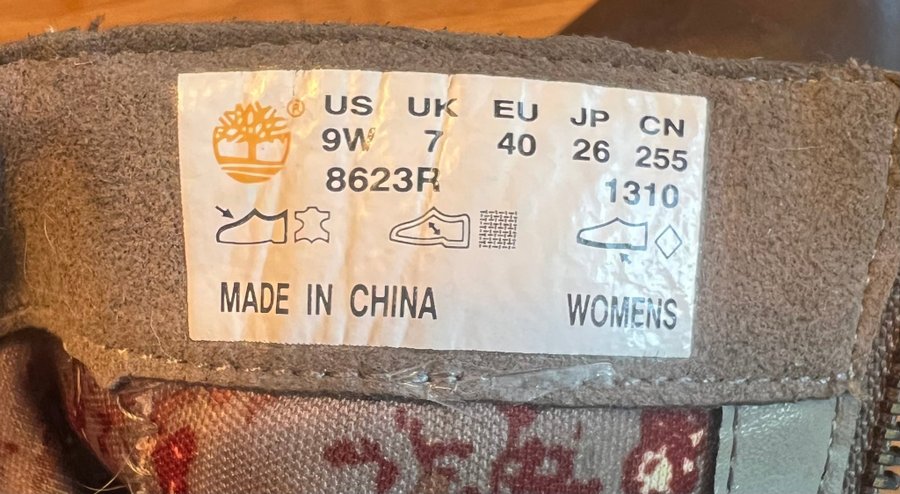 ® US UK EU JP CN
9W 7 40 26 255
8623R 1310
MADE IN CHINA WOMENS